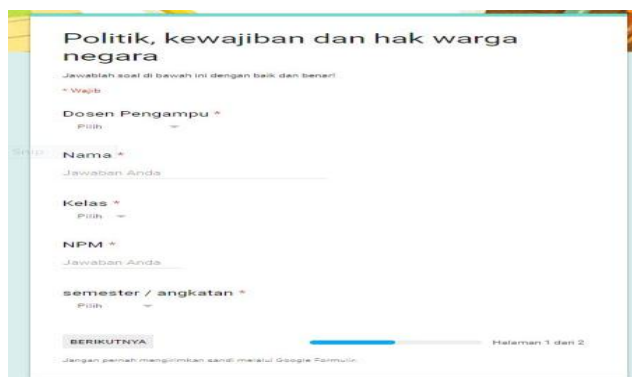 Politik, kewajiban dan hak warga
negara
Jawablah soal di bawah ini dengan baik dan benar!
* Wajib
Dosen Pengampu *
Pilih
Nama *
Jawaban Anda
Kelas *
Pilih
NPM *
Jawaban Anda
semester / angkatan *
Pilih
BERIKUTNYA
Halaman 1 dari 2
Jangan pernah mengirimkan sandi melalui Google Formulir.